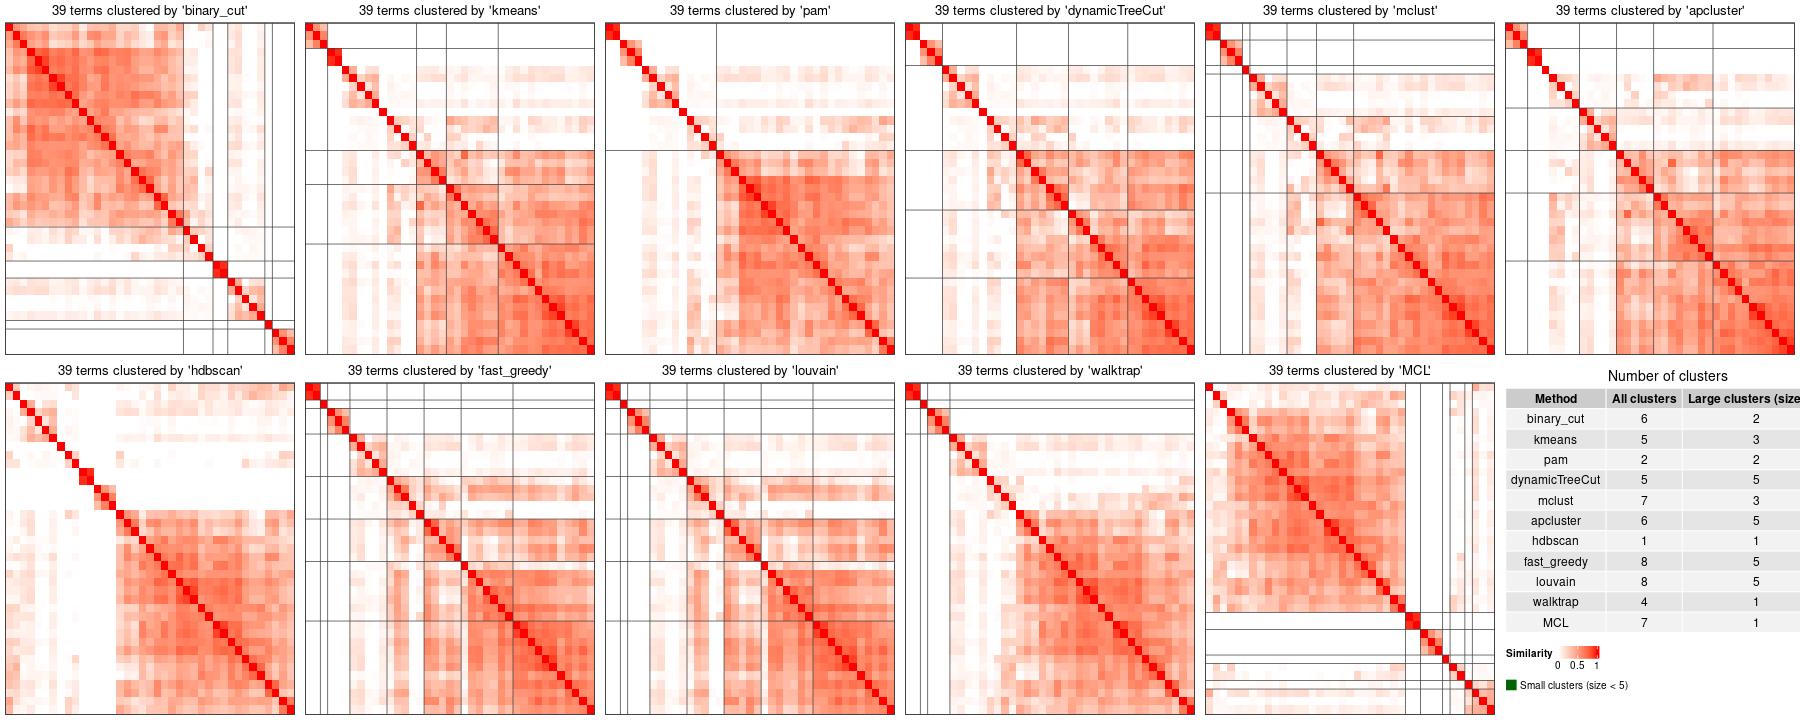 39 terms clustered by 'binary_cut'
39 terms clustered by 'kmeans'
39 terms clustered by 'pam'
39 terms clustered by 'dynamicTreeCut'
39 terms clustered by 'mclust'
39 terms clustered by 'apcluster'
39 terms clustered by 'hdbscan'
39 terms clustered by 'fast_greedy'
39 terms clustered by 'louvain'
39 terms clustered by 'walktrap'
39 terms clustered by 'MCL'
Number of clusters
Method All clusters Large clusters (size
binary_cut 6 2
kmeans 5 3
pam 2 2
dynamicTreeCut 5 5
mclust 7 3
apcluster 6 5
hdbscan 1 1
fast_greedy 8 5
louvain 8 5
walktrap 4 1
MCL 7 1
Similarity
0 0.5 1
Small clusters (size < 5)